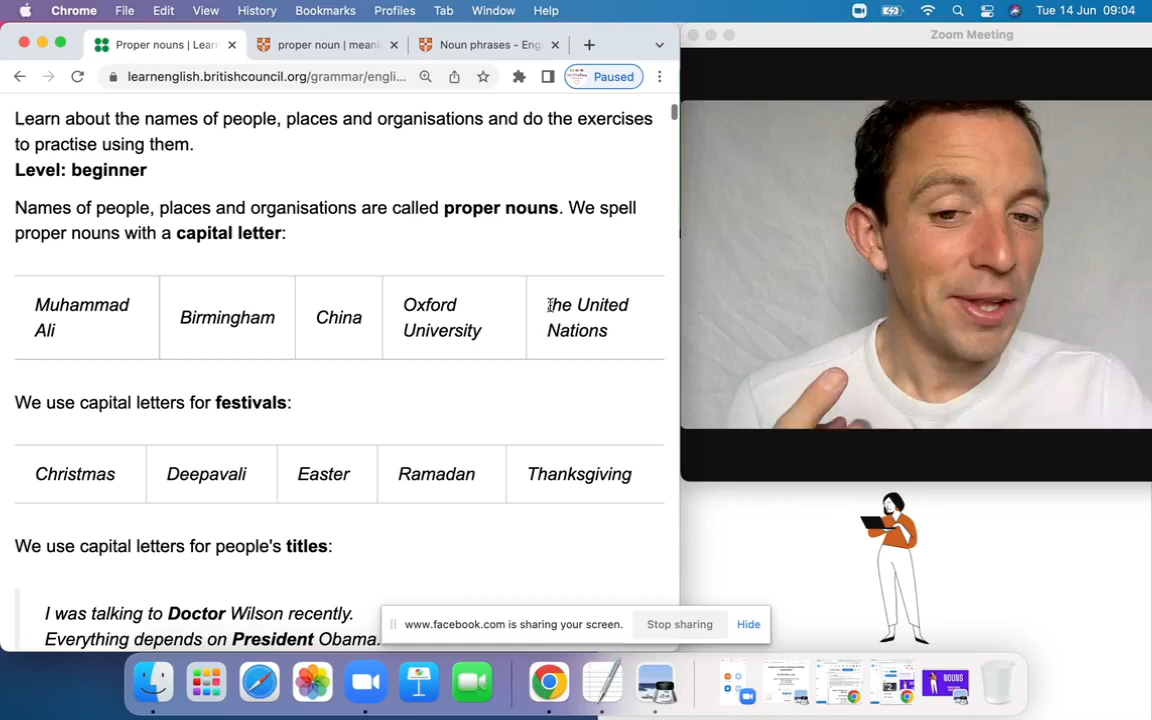 Chrome File Edit View History Bookmarks Profiles Tab Window Help Tue 14 Jun 09:04
Proper nouns | Learn
proper noun | meani
Noun phrases - Engl
Zoom Meeting
learnenglish.britishcouncil.org/grammar/engli...
Paused
Learn about the names of people, places and organisations and do the exercises
to practise using them.
Level: beginner
Names of people, places and organisations are called proper nouns. We spell
proper nouns with a capital letter:
Muhammad
Ali
Birmingham
China
Oxford
University
The United
Nations
We use capital letters for festivals:
Christmas
Deepavali
Easter
Ramadan
Thanksgiving
We use capital letters for people's titles:
I was talking to Doctor Wilson recently.
Everything depends on President Obama.
www.facebook.com is sharing your screen.
Stop sharing
Hide
NOUNS